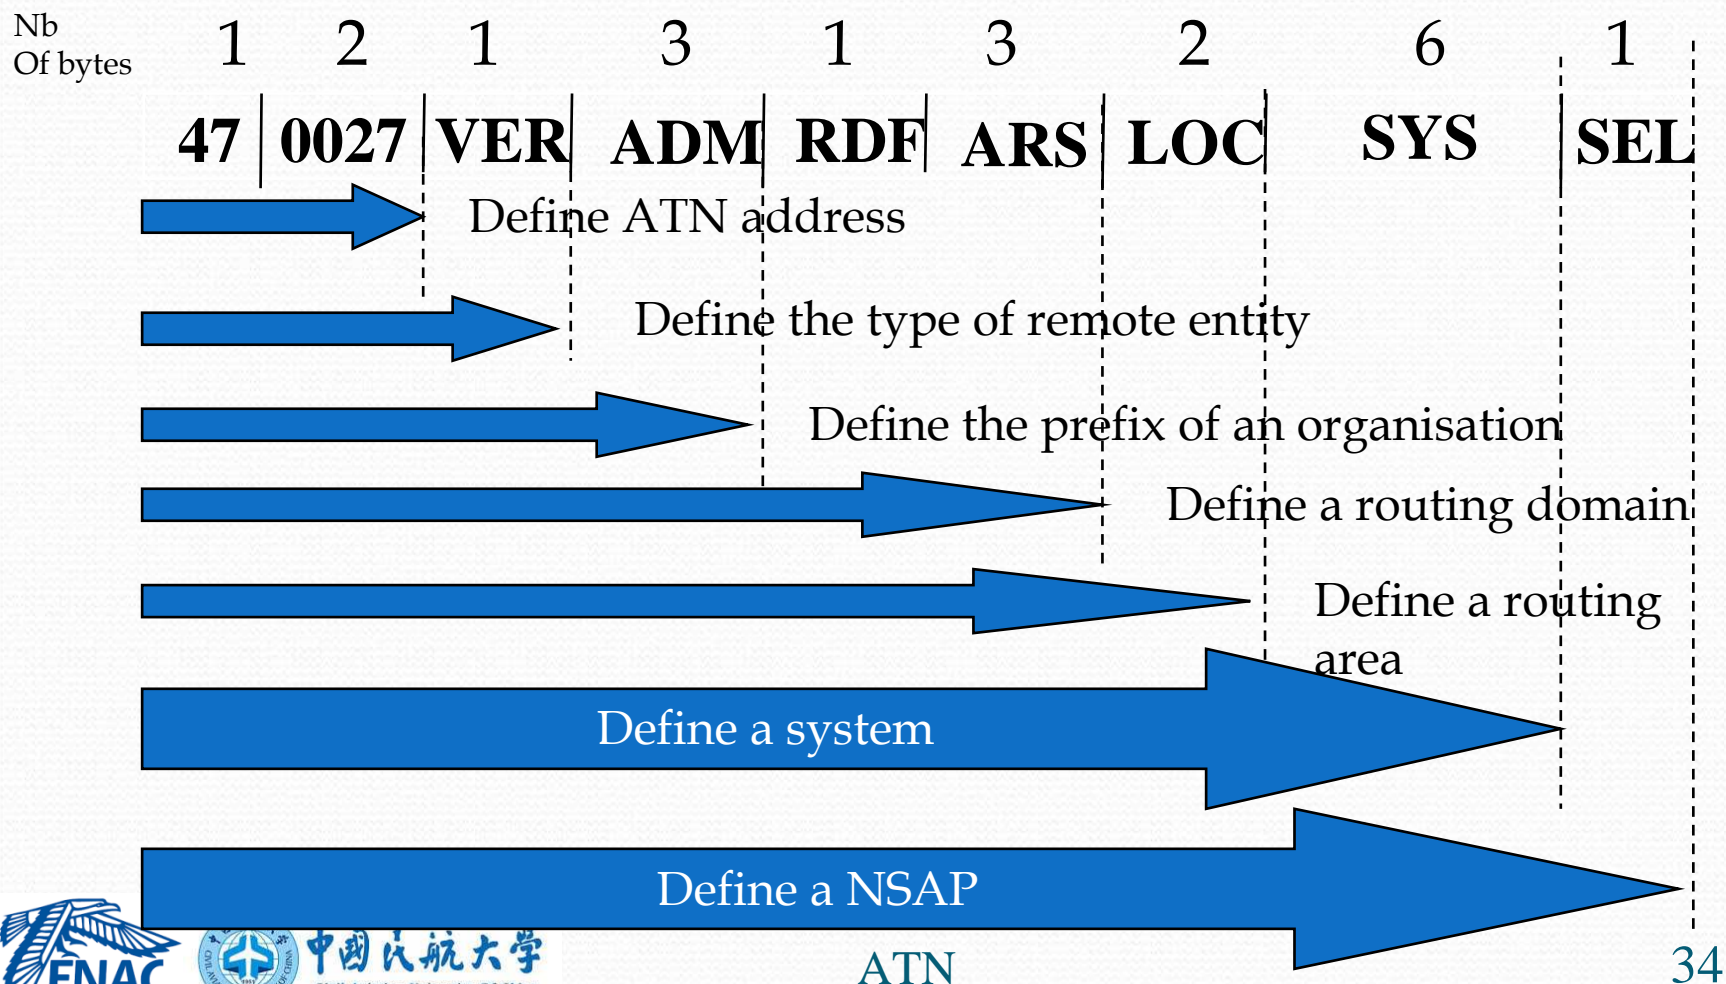 Nb
Of bytes
1 2 1 3 1 3 2 6 1
47 0027 VER ADM RDF ARS LOC SYS SEL
Define ATN address
Define the type of remote entity
Define the prefix of an organisation
Define a routing domain
Define a routing
area
Define a system
Define a NSAP
ENAC
中國民航大学
ATN
34